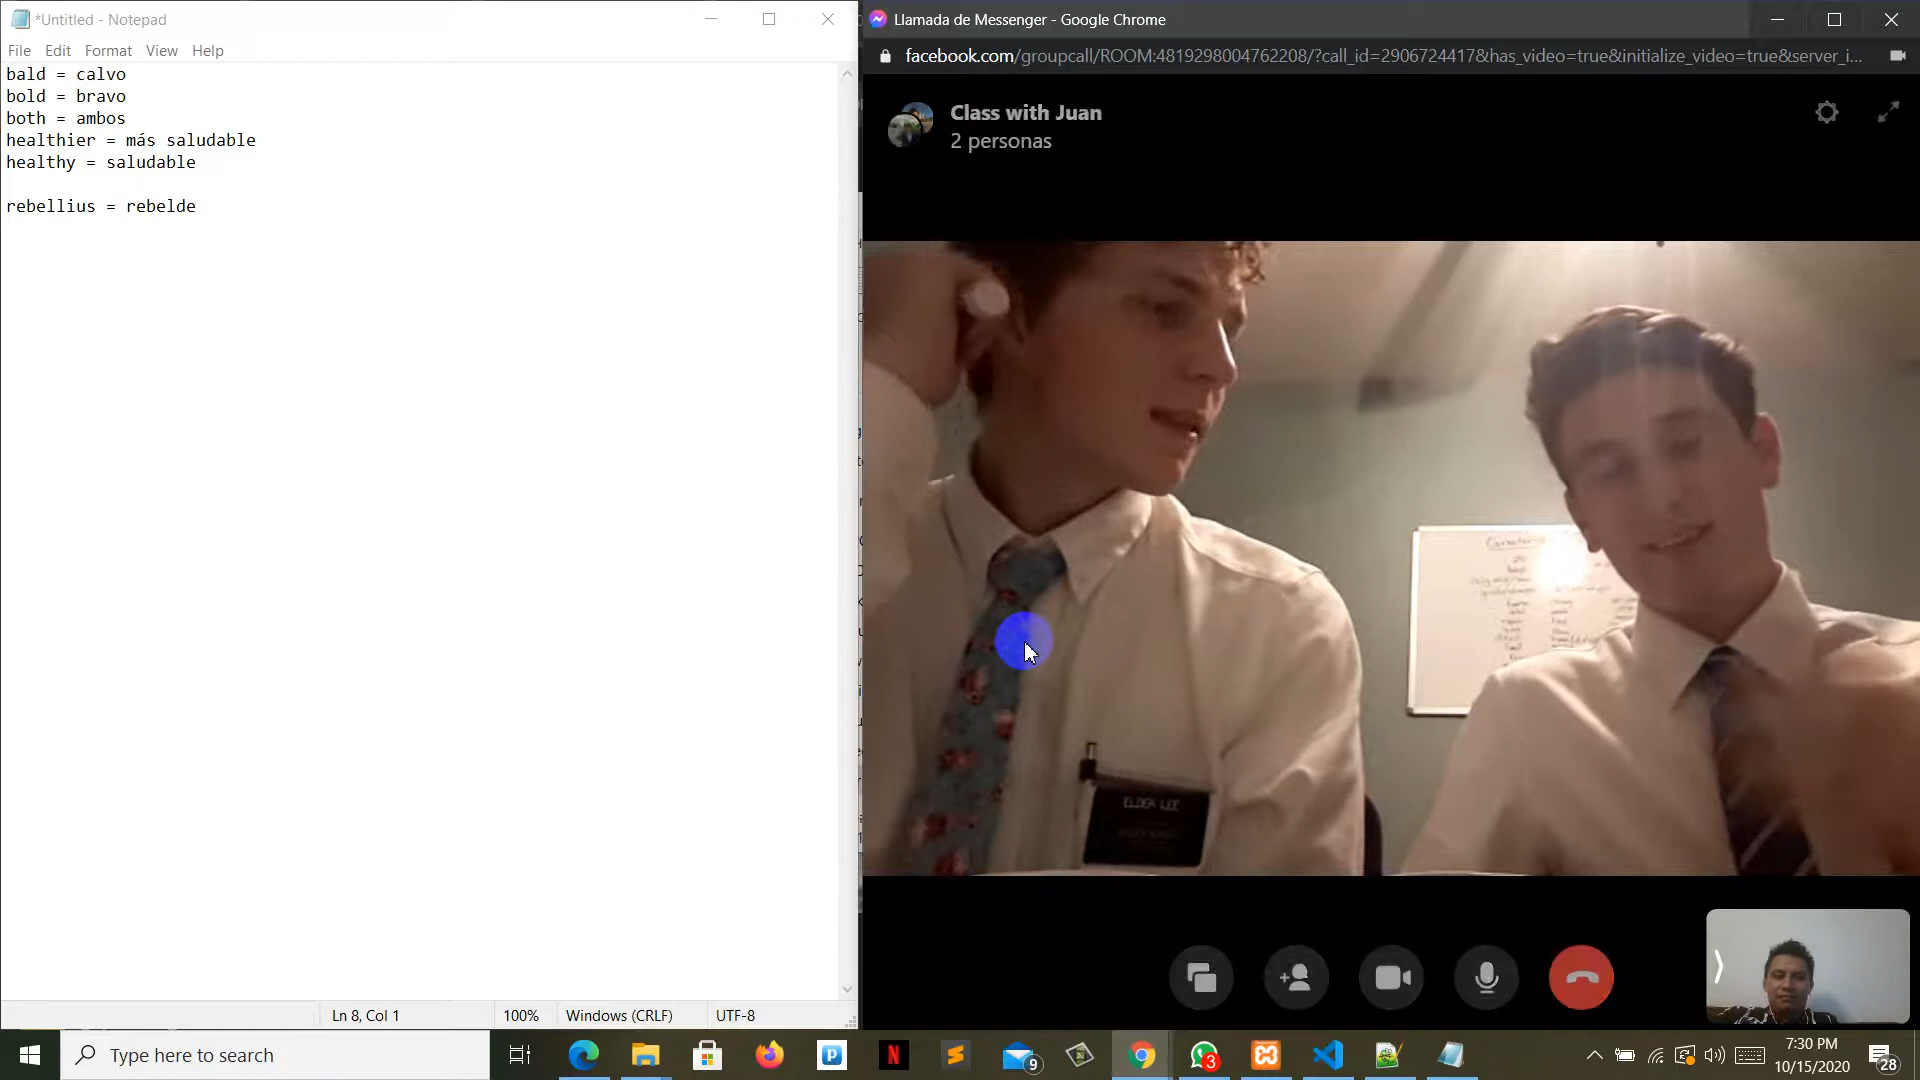 *Untitled - Notepad
File Edit Format View Help
bald = calvo
bold = bravo
both = ambos
healthier = más saludable
healthy = saludable
rebellius = rebelde
Ln 8, Col 1
100%
Windows (CRLF)
UTF-8
Llamada de Messenger - Google Chrome
facebook.com/groupcall/ROOM:4819298004762208/?call_id=2906724417&has_video=true&initialize_video=true&server_i...
Class with Juan
2 personas
ELDER LEE
Type here to search
9
3
7:30 PM
10/15/2020
28